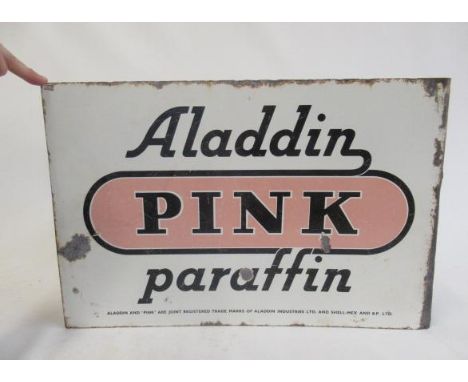 Aladdin
PINK
paraffin
ALADDIN AND "PINK" ARE JOINT REGISTERED TRADE MARKS OF ALADDIN INDUSTRIES LTD. AND SHELL-MEX AND B.P. LTD.